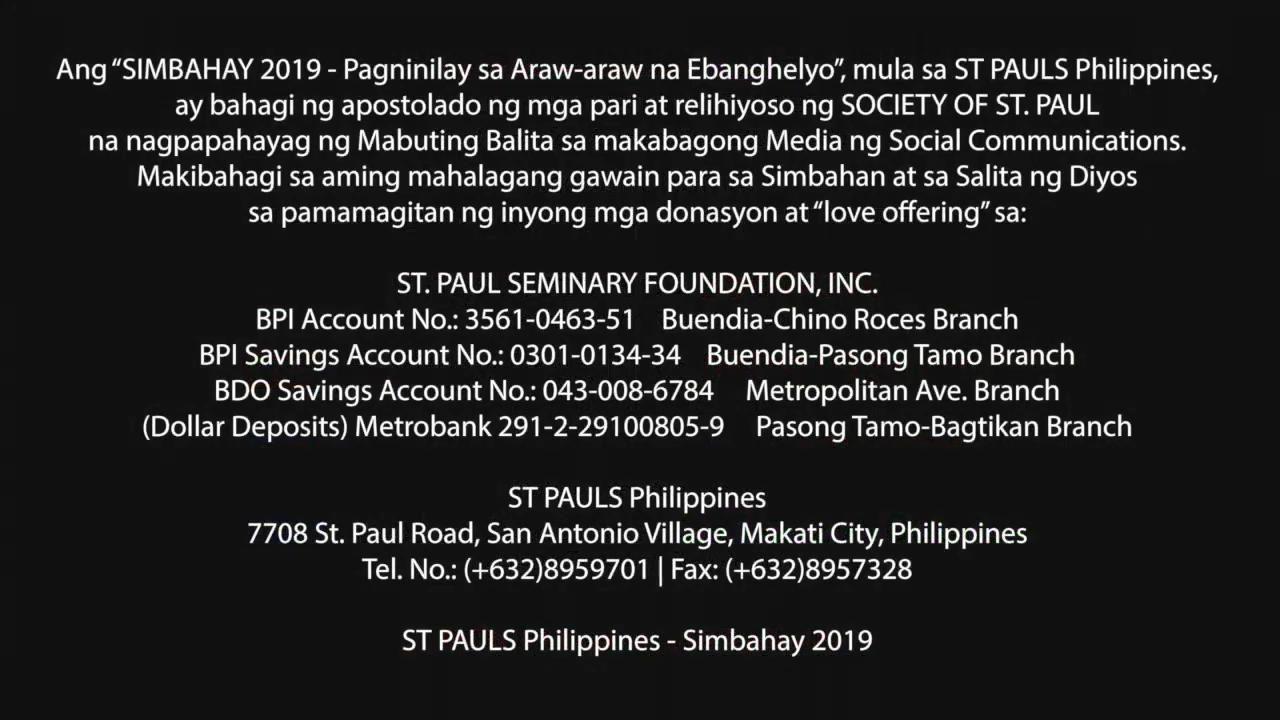 Ang “SIMBAHAY 2019 - Pagninilay sa Araw-araw na Ebanghelyo”, mula sa ST PAULS Philippines,
ay bahagi ng apostolado ng mga pari at relihiyoso ng SOCIETY OF ST. PAUL
na nagpapahayag ng Mabuting Balita sa makabagong Media ng Social Communications.
Makibahagi sa aming mahalagang gawain para sa Simbahan at sa Salita ng Diyos
sa pamamagitan ng inyong mga donasyon at “love offering” sa:
ST. PAUL SEMINARY FOUNDATION, INC.
BPI Account No.: 3561-0463-51 Buendia-Chino Roces Branch
BPI Savings Account No.: 0301-0134-34 Buendia-Pasong Tamo Branch
BDO Savings Account No.: 043-008-6784 Metropolitan Ave. Branch
(Dollar Deposits) Metrobank 291-2-29100805-9 Pasong Tamo-Bagtikan Branch
ST PAULS Philippines
7708 St. Paul Road, San Antonio Village, Makati City, Philippines
Tel. No.: (+632)8959701 | Fax: (+632)8957328
ST PAULS Philippines - Simbahay 2019